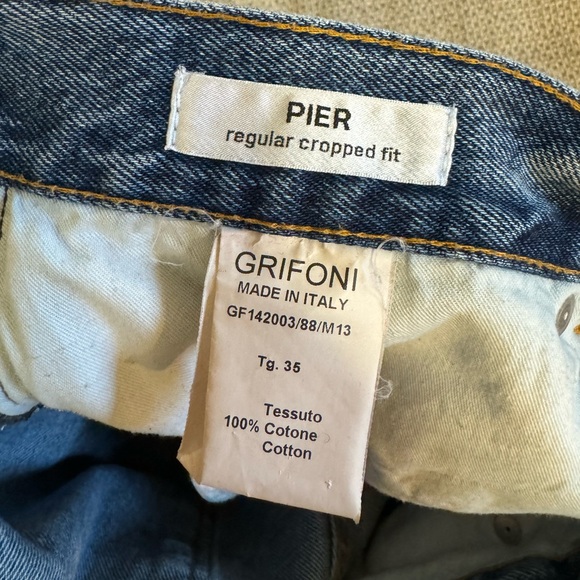 PIER
regular cropped fit
GRIFONI
MADE IN ITALY
GF142003/88/M13
Tg. 35
Tessuto
100% Cotone
Cotton